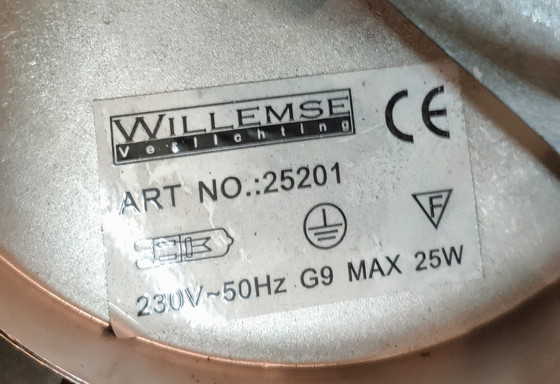 WILLEMSE
Verlichting
CE
ART NO.:25201
F
230V~50Hz G9 MAX 25W